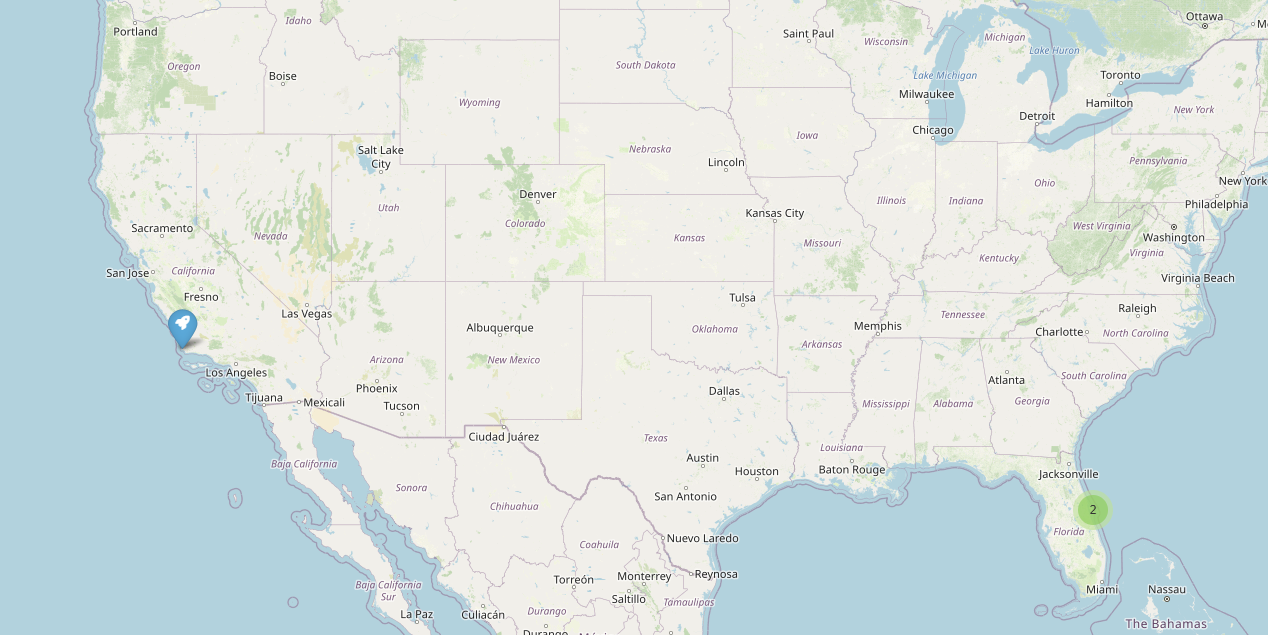 Idaho
Portland
Ottawa
Saint Paul
Michigan
Wisconsin
Lake Huron
Oregon
South Dakota
Boise
Lake Michigan
Toronto
Milwaukee
Wyoming
Hamilton
New York
Detroit
Chicago
Iowa
Salt Lake
City
Nebraska
Lincoln
Pennsylvania
Ohio
New York
Denver
Utah
Illinois
Indiana
Philadelphia
Kansas City
Colorado
Sacramento
West Virginia
Nevada
Kansas
Missouri
Washington
Virginia
Kentucky
San Jose
California
Virginia Beach
Fresno
Tulsa
Las Vegas
Raleigh
Tennessee
Albuquerque
Oklahoma
Memphis
Charlotte
North Carolina
Arkansas
Arizona
New Mexico
Los Angeles
South Carolina
Atlanta
Phoenix
Dallas
Tijuana
Mexicali
Tucson
Georgia
Mississippi
Alabama
Ciudad Juárez
Texas
Louisiana
Austin
Baja California
Houston
Baton Rouge
Jacksonville
Sonora
San Antonio
Chihuahua
2
Florida
Nuevo Laredo
Coahuila
Reynosa
Monterrey
Torreón
Baja California
Sur
Miami
Nassau
Saltillo
Tamaulipas
La Paz
Culiacán
Durango
The Bahamas